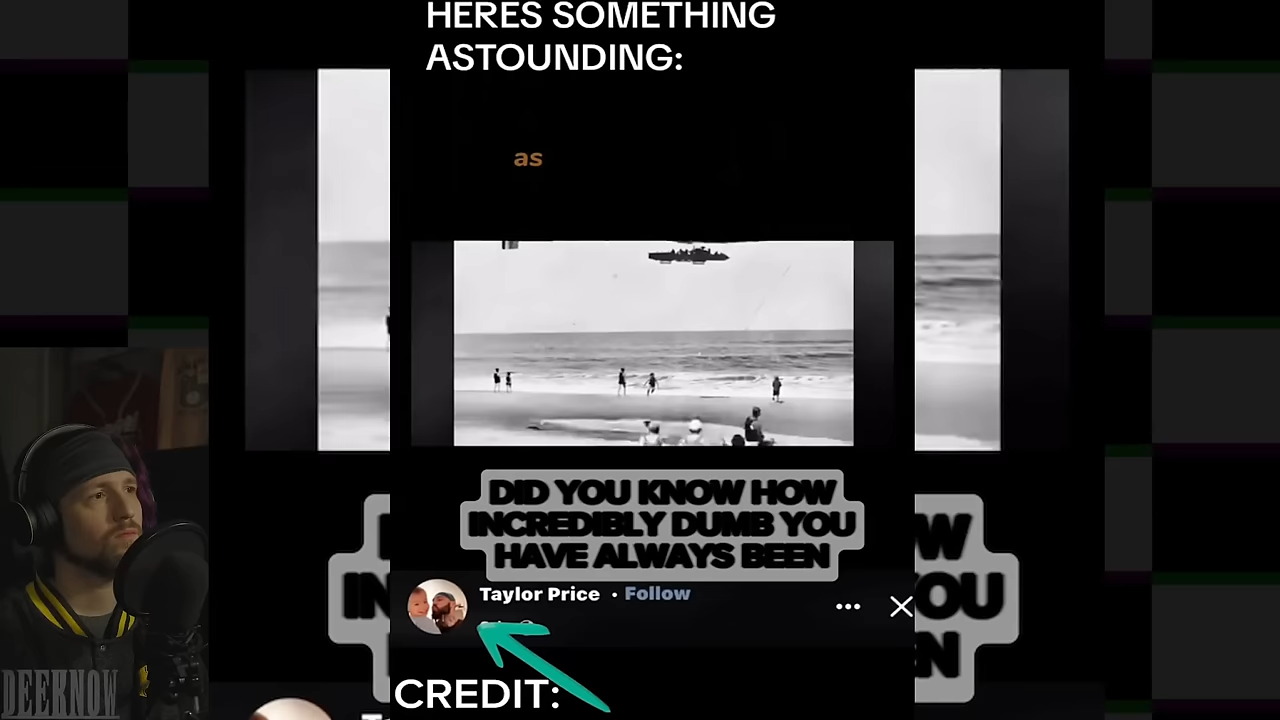 HERES SOMETHING
ASTOUNDING:
as
DID YOU KNOW HOW
INCREDIBLY DUMB YOU
HAVE ALWAYS BEEN
Taylor Price · Follow
CREDIT:
DEEKNOW